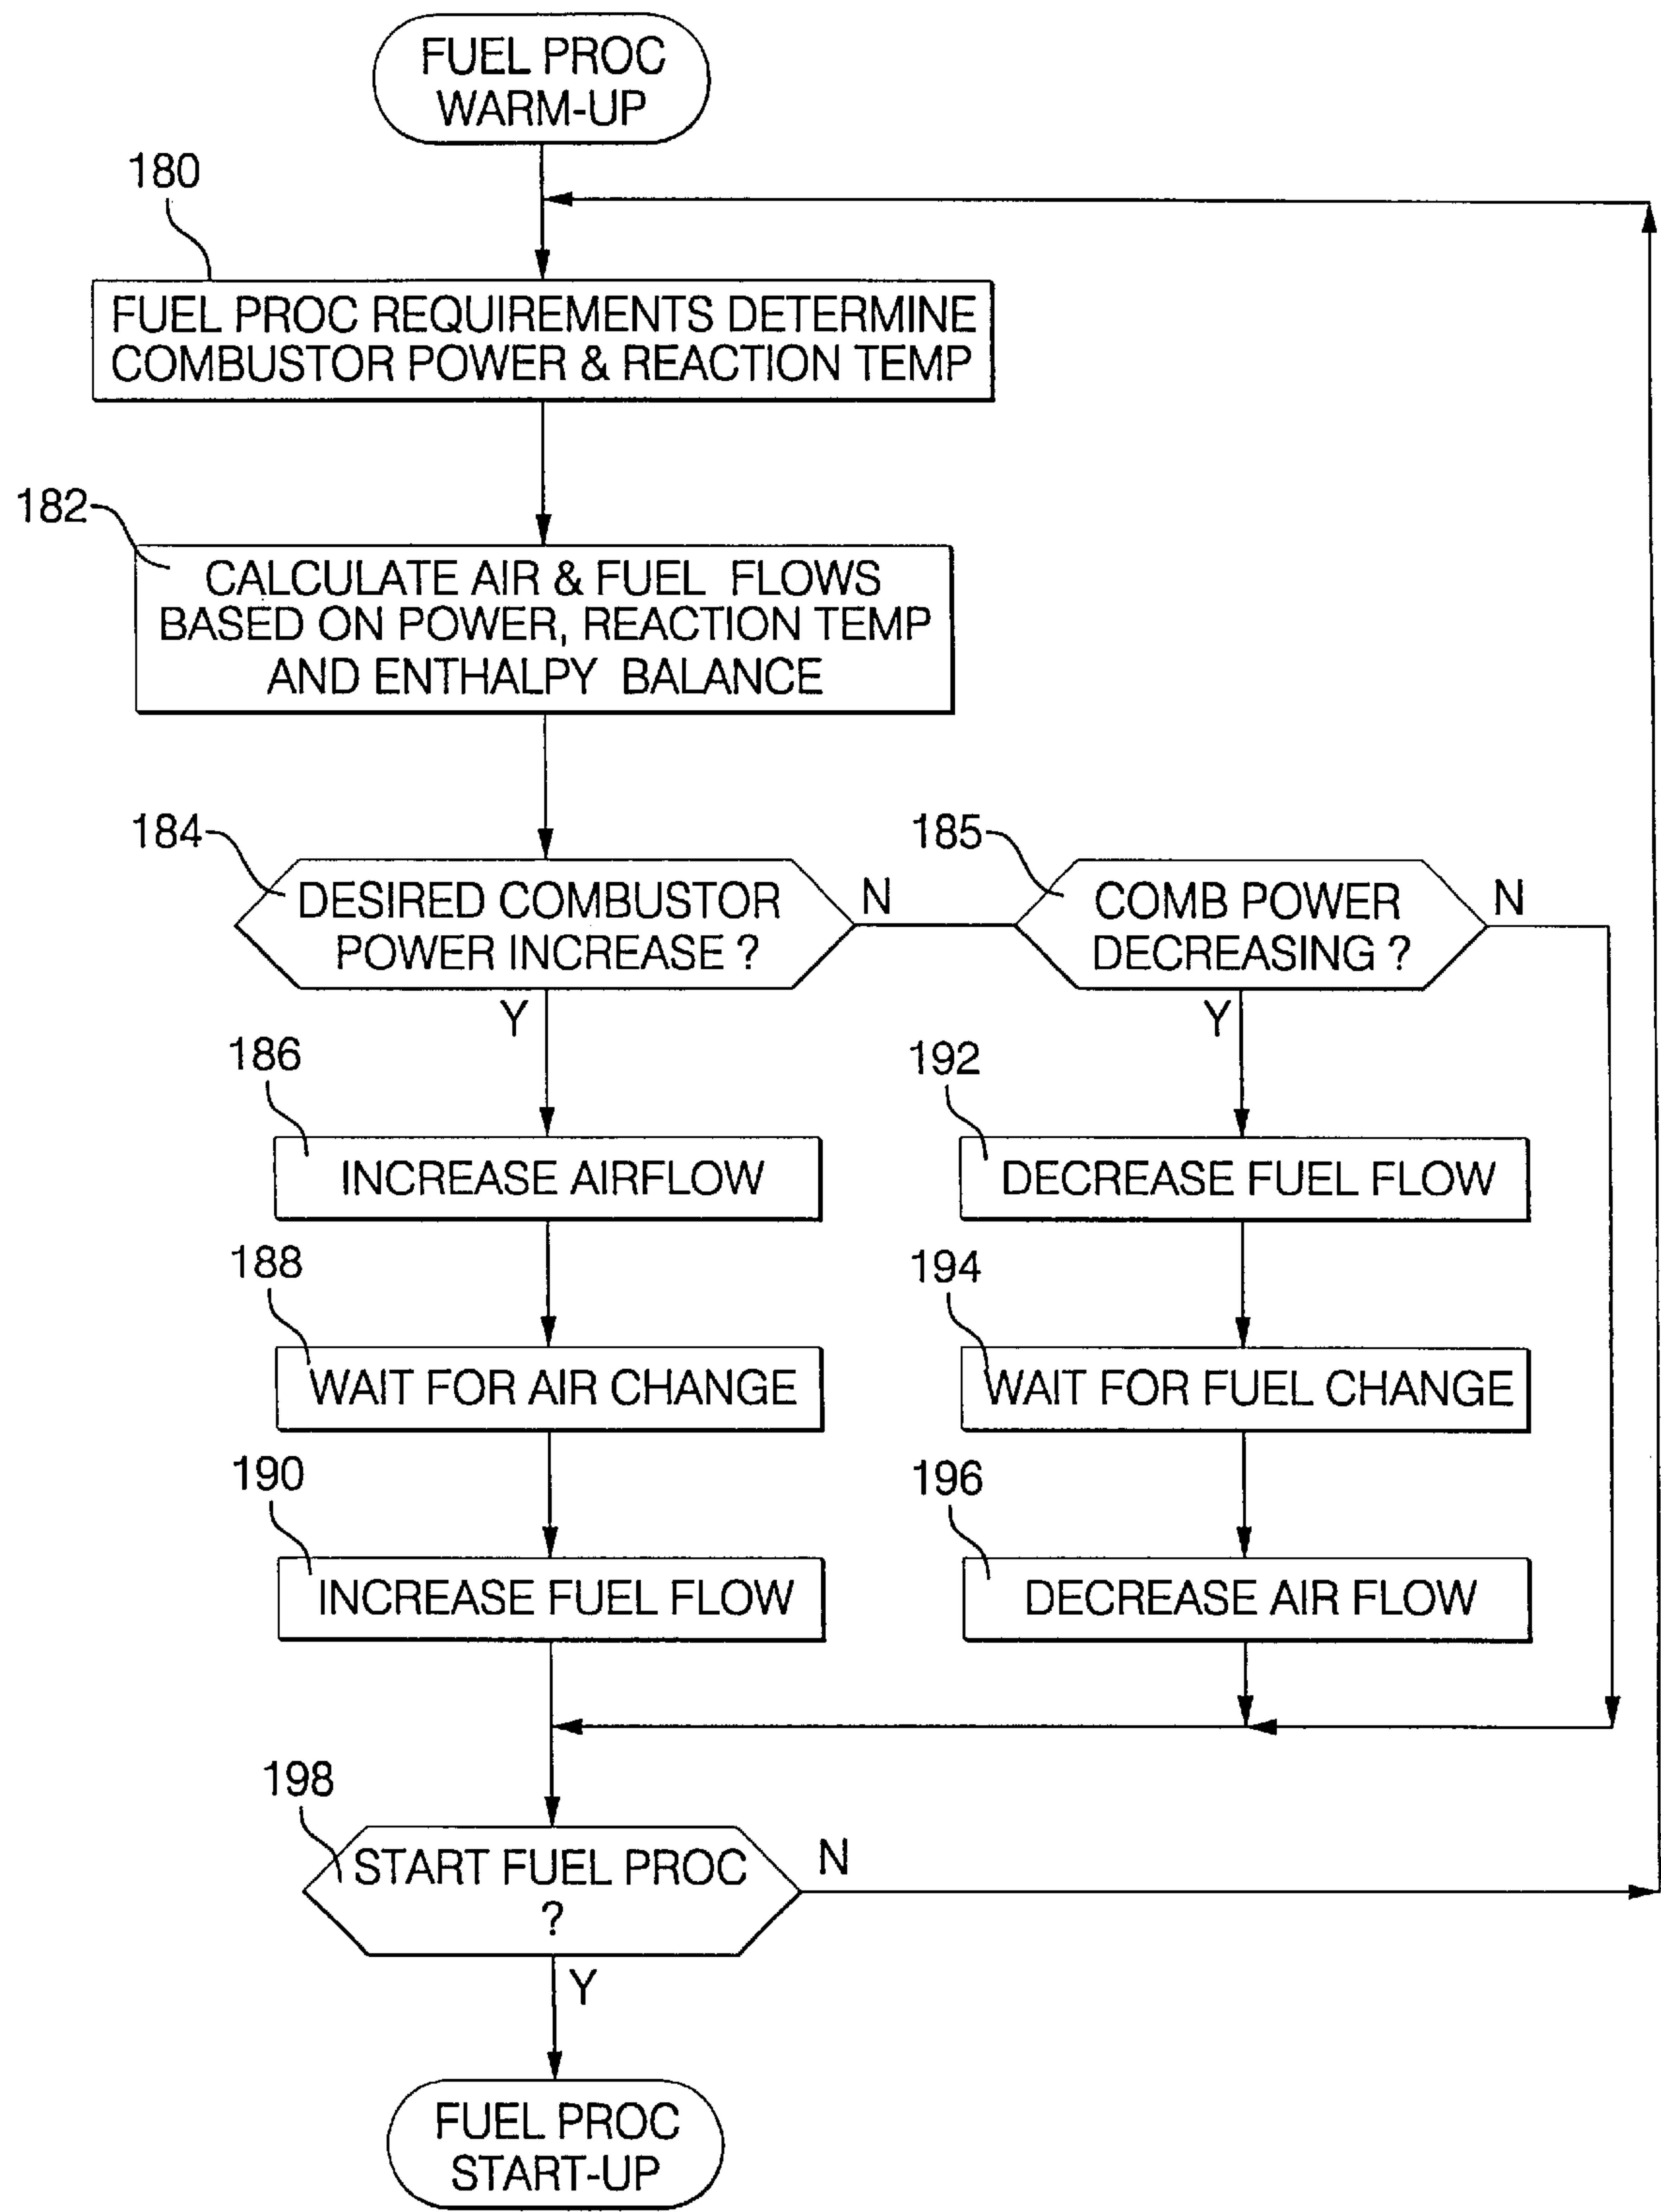 FUEL PROC
WARM-UP
180
FUEL PROC REQUIREMENTS DETERMINE
COMBUSTOR POWER & REACTION TEMP
182
CALCULATE AIR & FUEL FLOWS
BASED ON POWER, REACTION TEMP
AND ENTHALPY BALANCE
184
DESIRED COMBUSTOR
POWER INCREASE ?
N
185
COMB POWER
DECREASING ?
N
Y
Y
186
INCREASE AIRFLOW
192
DECREASE FUEL FLOW
188
WAIT FOR AIR CHANGE
194
WAIT FOR FUEL CHANGE
190
INCREASE FUEL FLOW
196
DECREASE AIR FLOW
198
START FUEL PROC
?
N
Y
FUEL PROC
START-UP